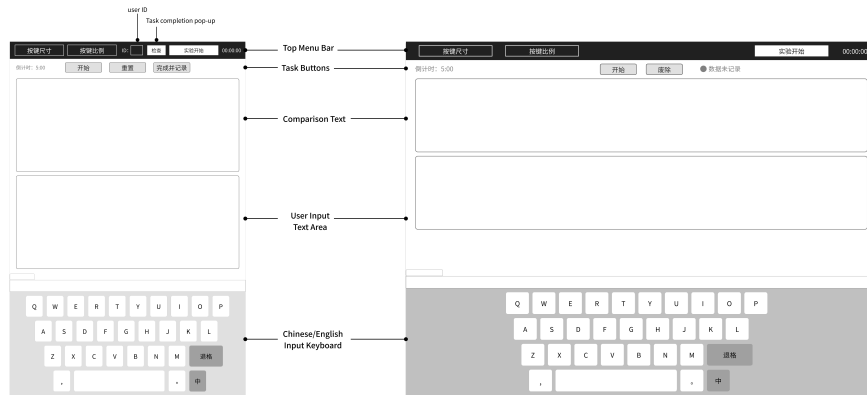 user ID
Task completion pop-up
按键尺寸 按键比例 ID: 检查 实验开始 00:00:00
Top Menu Bar
按键尺寸 按键比例 实验开始 00:00:00
倒计时：5:00 开始 重置 完成并记录
Task Buttons
倒计时：5:00 开始 废除 数据未记录
Comparison Text
User Input
Text Area
Q W E R T Y U I O P
A S D F G H J K L
Z X C V B N M 退格
， 。 中
Chinese/English
Input Keyboard
Q W E R T Y U I O P
A S D F G H J K L
Z X C V B N M 退格
， 。 中